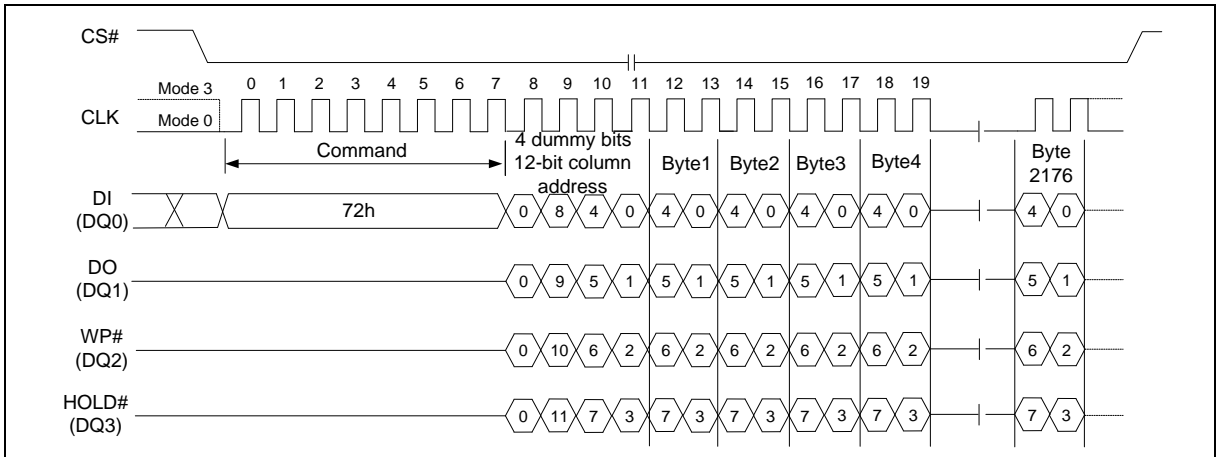 CS#
Mode 3
0 1 2 3 4 5 6 7 8 9 10 11 12 13 14 15 16 17 18 19
CLK
Mode 0
Command
4 dummy bits
12-bit column
address
Byte1 Byte2 Byte3 Byte4
Byte
2176
DI
(DQ0)
72h
0 8 4 0 4 0 4 0 4 0 4 0 4 0
DO
(DQ1)
0 9 5 1 5 1 5 1 5 1 5 1 5 1
WP#
(DQ2)
0 10 6 2 6 2 6 2 6 2 6 2 6 2
HOLD#
(DQ3)
0 11 7 3 7 3 7 3 7 3 7 3 7 3